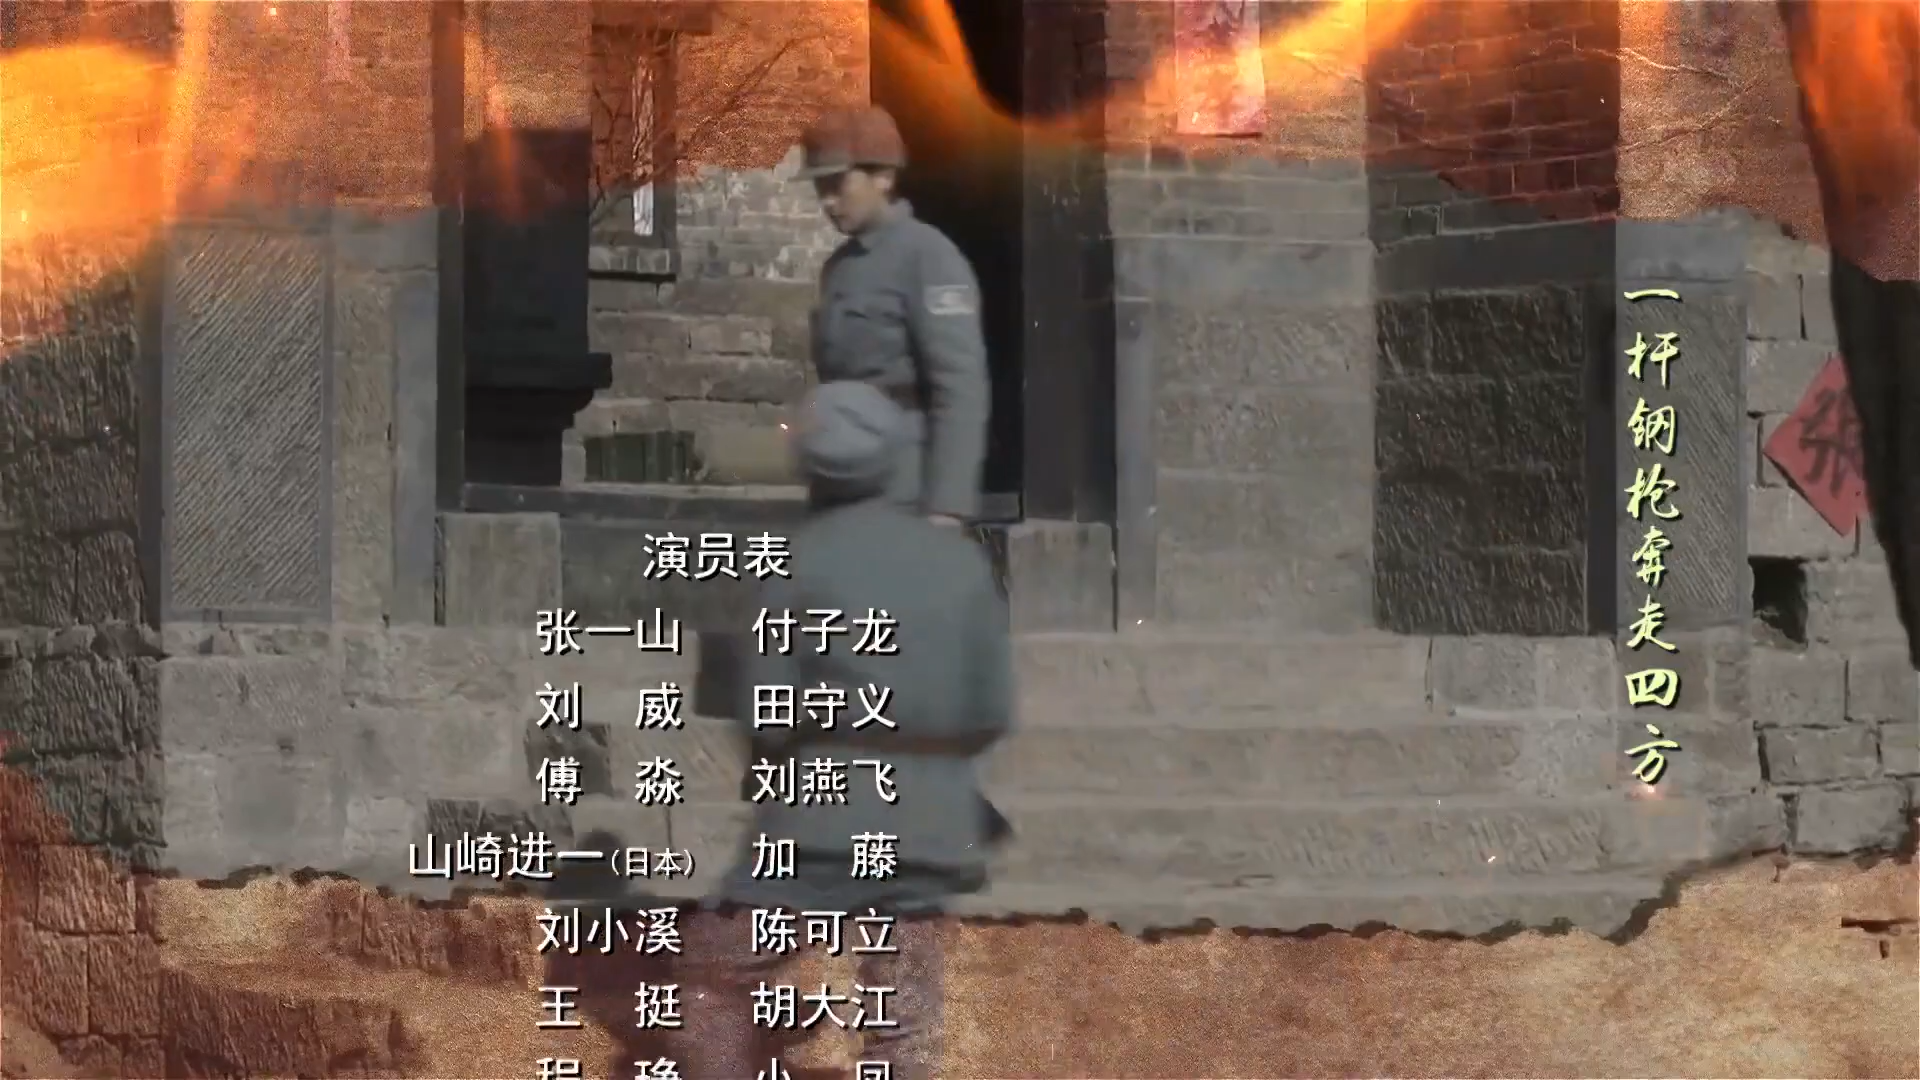 一杆钢枪奔走四方
演员表
张一山 付子龙
刘 威 田守义
傅 淼 刘燕飞
山崎进一(日本) 加 藤
刘小溪 陈可立
王 挺 胡大江